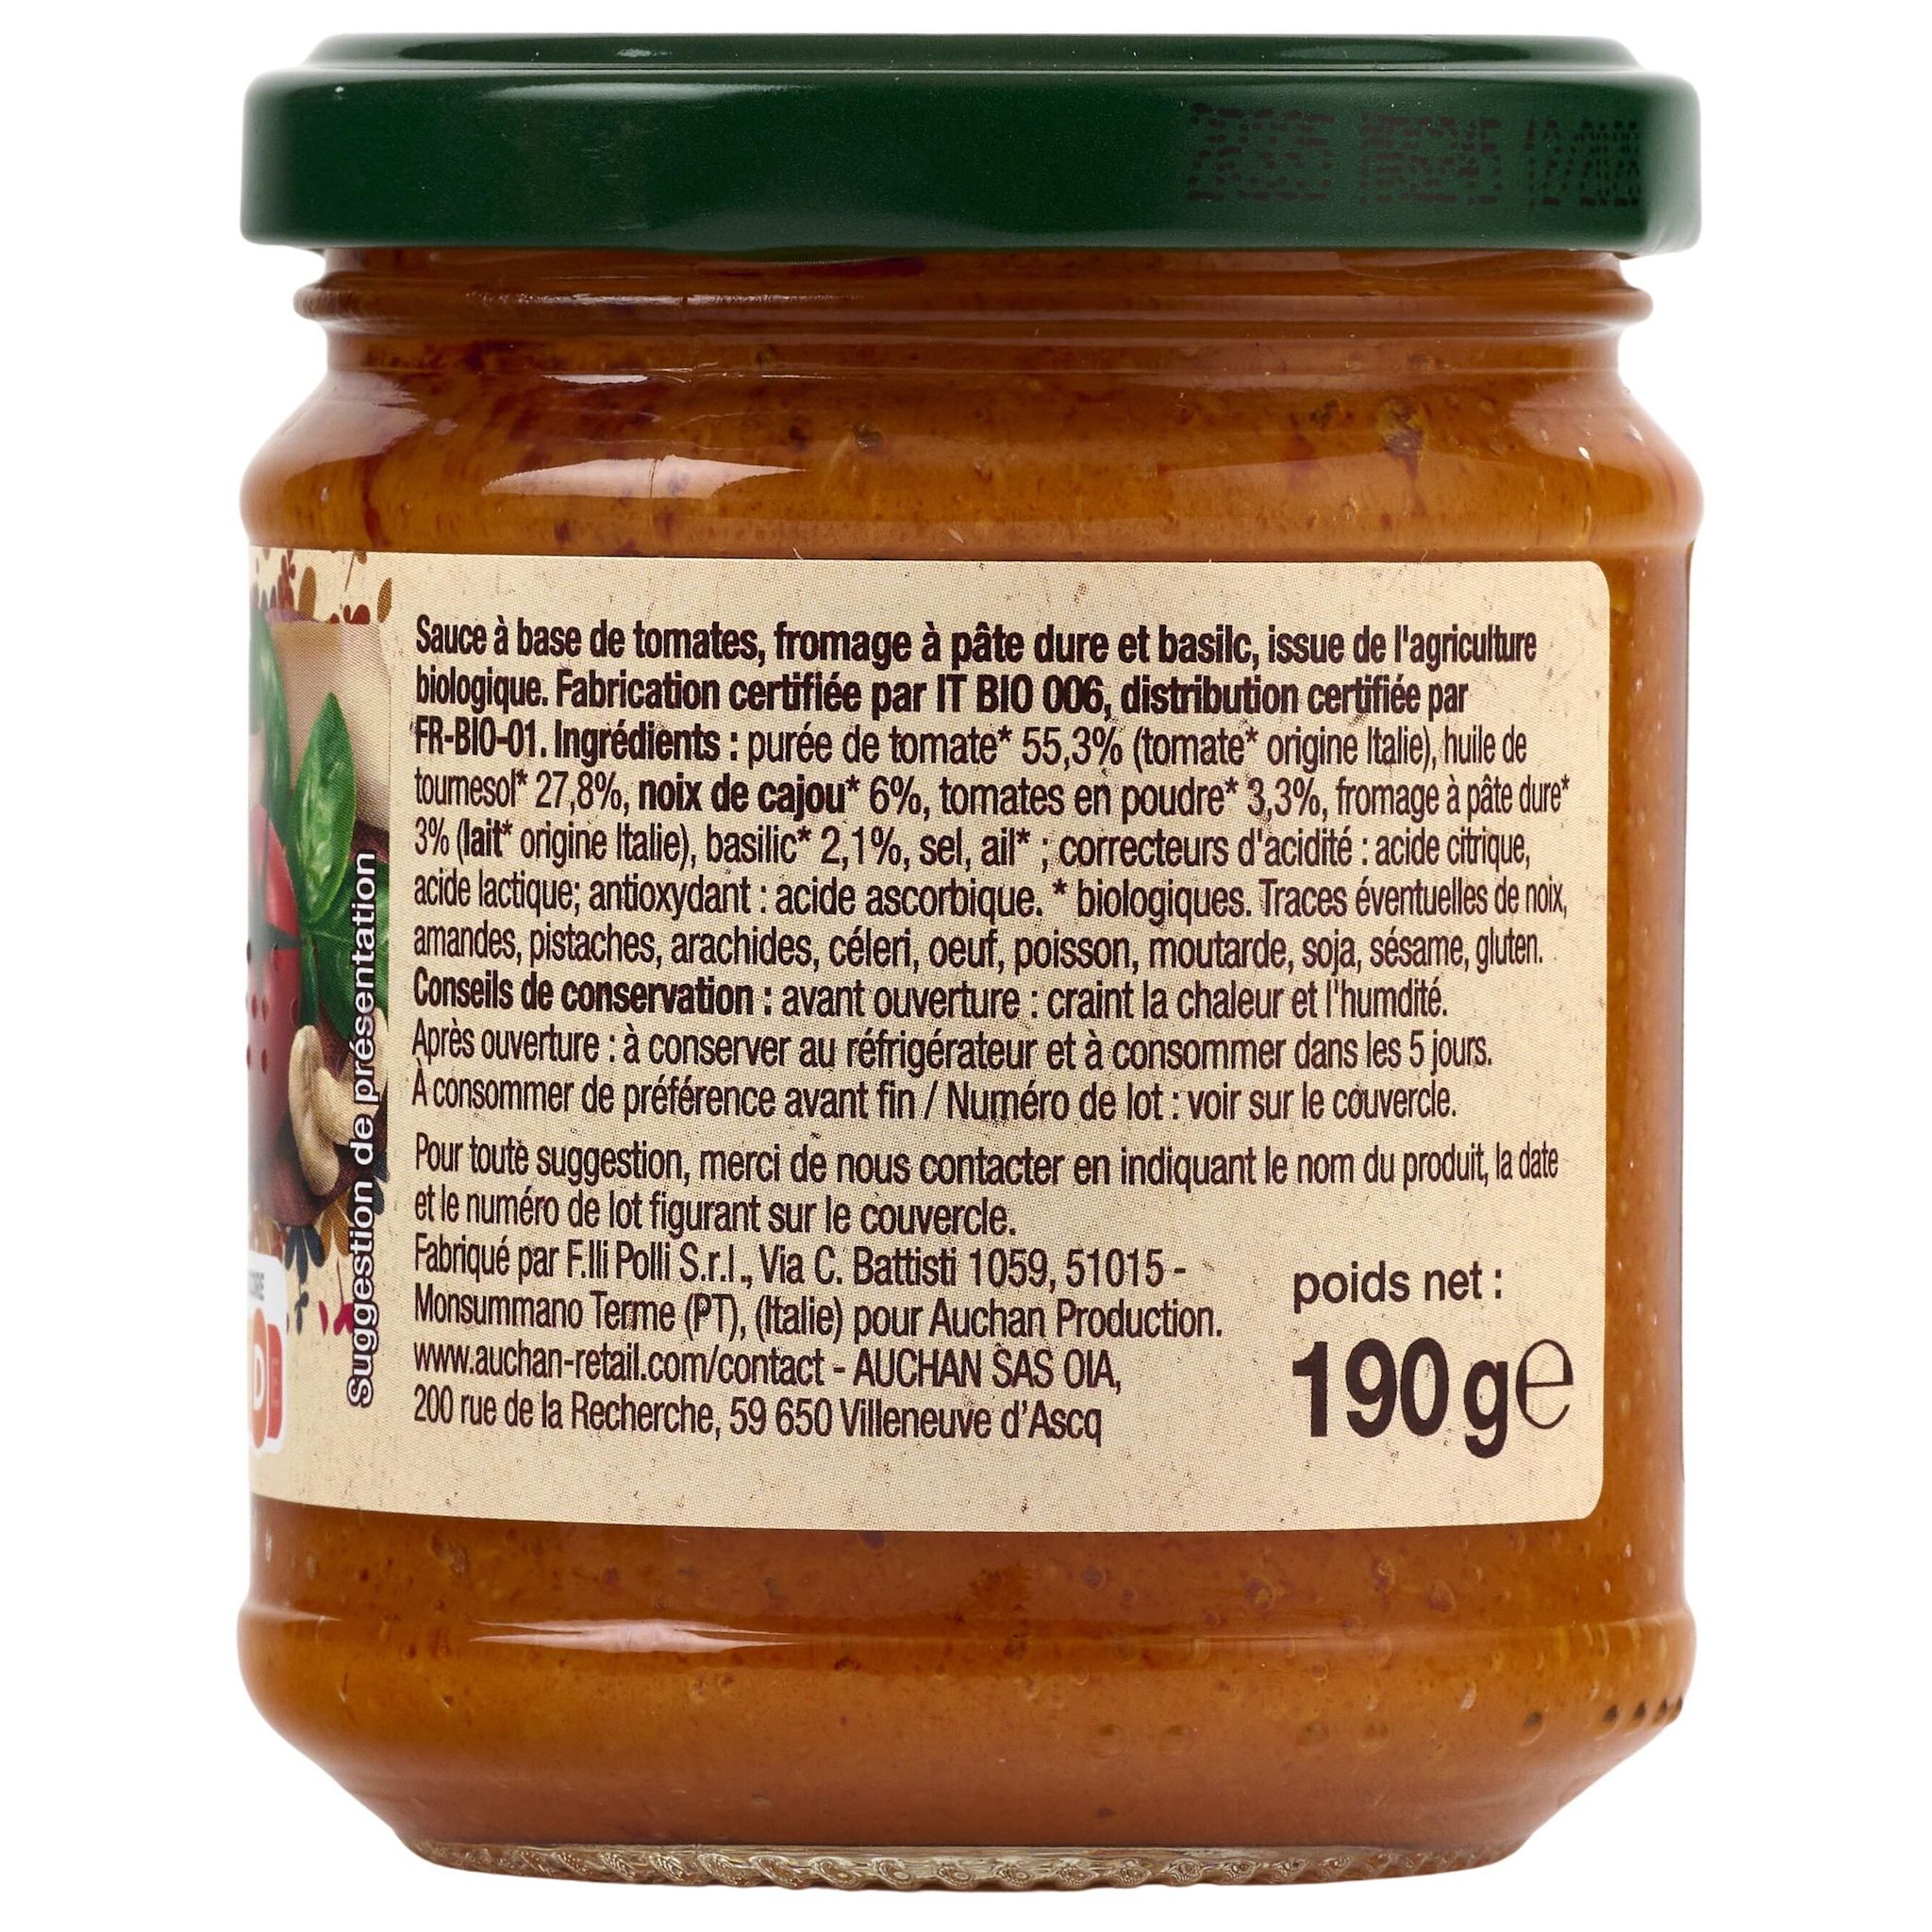 Sauce à base de tomates, fromage à pâte dure et basilc, issue de l'agriculture
biologique. Fabrication certifiée par IT BIO 006, distribution certifiée par
FR-BIO-01. Ingrédients : purée de tomate* 55,3% (tomate* origine Italie), huile de
tournesol* 27,8%, noix de cajou* 6%, tomates en poudre* 3,3%, fromage à pâte dure*
3% (lait* origine Italie), basilic* 2,1%, sel, ail* ; correcteurs d'acidité : acide citrique,
acide lactique; antioxydant : acide ascorbique. * biologiques. Traces éventuelles de noix,
amandes, pistaches, arachides, céleri, oeuf, poisson, moutarde, soja, sésame, gluten.
Conseils de conservation : avant ouverture : craint la chaleur et l'humdité.
Après ouverture : à conserver au réfrigérateur et à consommer dans les 5 jours.
À consommer de préférence avant fin / Numéro de lot : voir sur le couvercle.
Pour toute suggestion, merci de nous contacter en indiquant le nom du produit, la date
et le numéro de lot figurant sur le couvercle.
Fabriqué par F.lli Polli S.r.l., Via C. Battisti 1059, 51015 -
Monsummano Terme (PT), (Italie) pour Auchan Production.
www.auchan-retail.com/contact - AUCHAN SAS OIA,
200 rue de la Recherche, 59 650 Villeneuve d'Ascq
poids net :
190 g e
Suggestion de présentation
D E